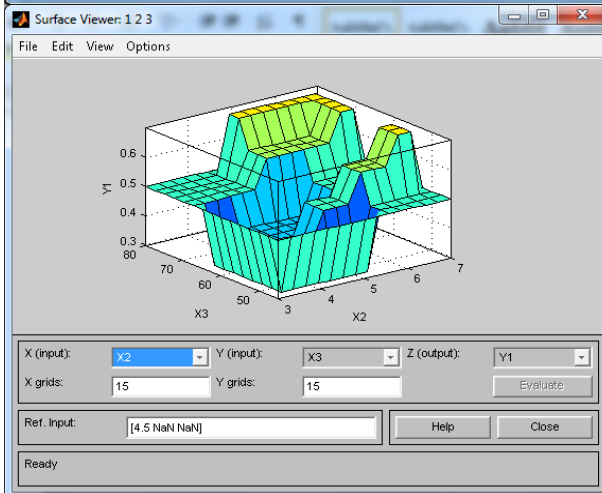 Surface Viewer: 1 2 3
File Edit View Options
0.6
0.5
0.4
0.3
Y1
80
70
60
50
X3
3
4
5
6
7
X2
X (input): X2 Y (input): X3 Z (output): Y1
X grids: 15 Y grids: 15 Evaluate
Ref. Input: [4.5 NaN NaN] Help Close
Ready